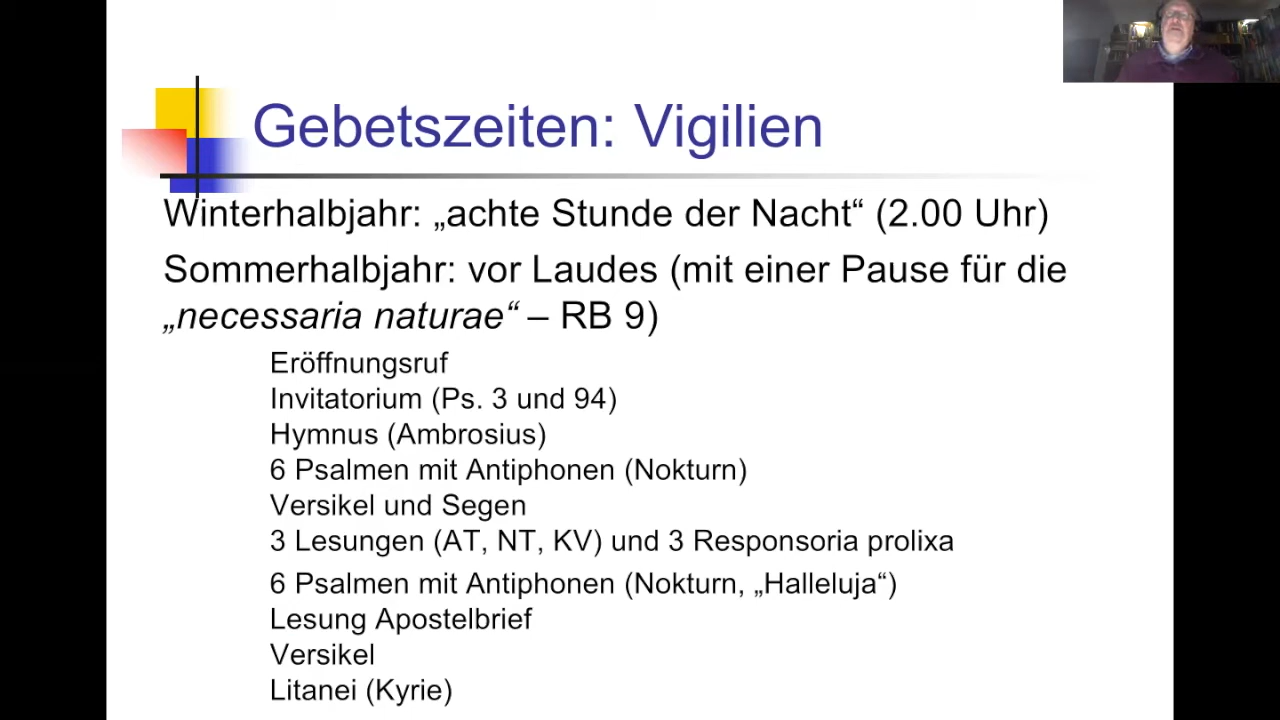 Gebetszeiten: Vigilien
Winterhalbjahr: „achte Stunde der Nacht“ (2.00 Uhr)
Sommerhalbjahr: vor Laudes (mit einer Pause für die
„necessaria naturae“ – RB 9)
Eröffnungsruf
Invitatorium (Ps. 3 und 94)
Hymnus (Ambrosius)
6 Psalmen mit Antiphonen (Nokturn)
Versikel und Segen
3 Lesungen (AT, NT, KV) und 3 Responsoria prolixa
6 Psalmen mit Antiphonen (Nokturn, „Halleluja“)
Lesung Apostelbrief
Versikel
Litanei (Kyrie)